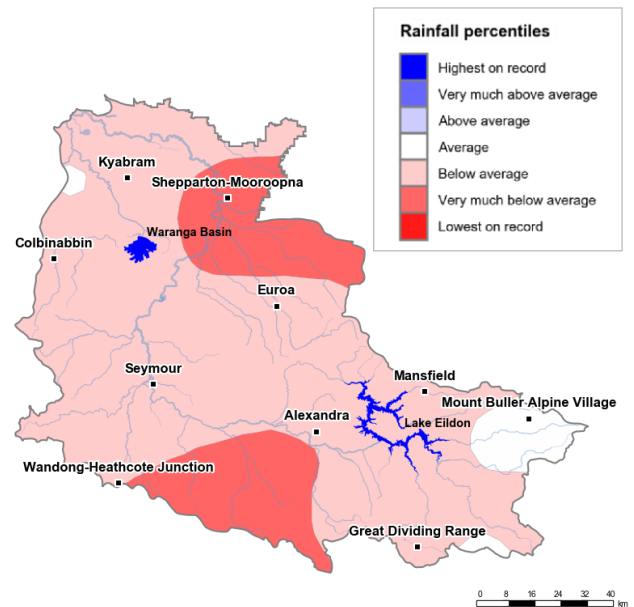 Rainfall percentiles
Highest on record
Very much above average
Above average
Average
Below average
Very much below average
Lowest on record
Kyabram
Shepparton-Mooroopna
Waranga Basin
Colbinabbin
Euroa
Seymour
Mansfield
Mount Buller Alpine Village
Alexandra
Lake Eildon
Wandong-Heathcote Junction
Great Dividing Range
0 8 16 24 32 40
km